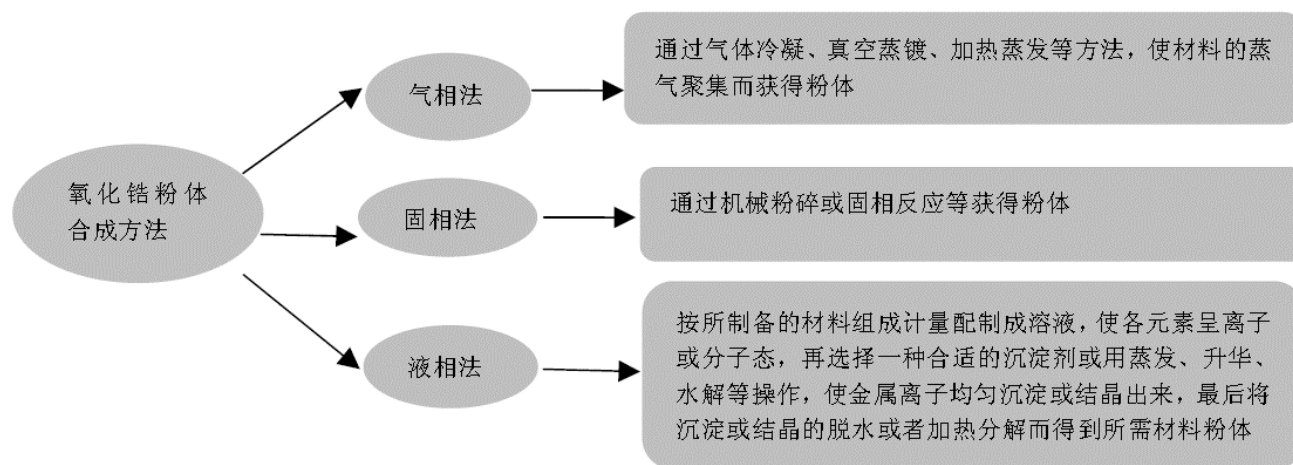 氧化锆粉体
合成方法
气相法
通过气体冷凝、真空蒸镀、加热蒸发等方法，使材料的蒸
气聚集而获得粉体
固相法
通过机械粉碎或固相反应等获得粉体
液相法
按所制备的材料组成计量配制成溶液，使各元素呈离子
或分子态，再选择一种合适的沉淀剂或用蒸发、升华、
水解等操作，使金属离子均匀沉淀或结晶出来，最后将
沉淀或结晶的脱水或者加热分解而得到所需材料粉体